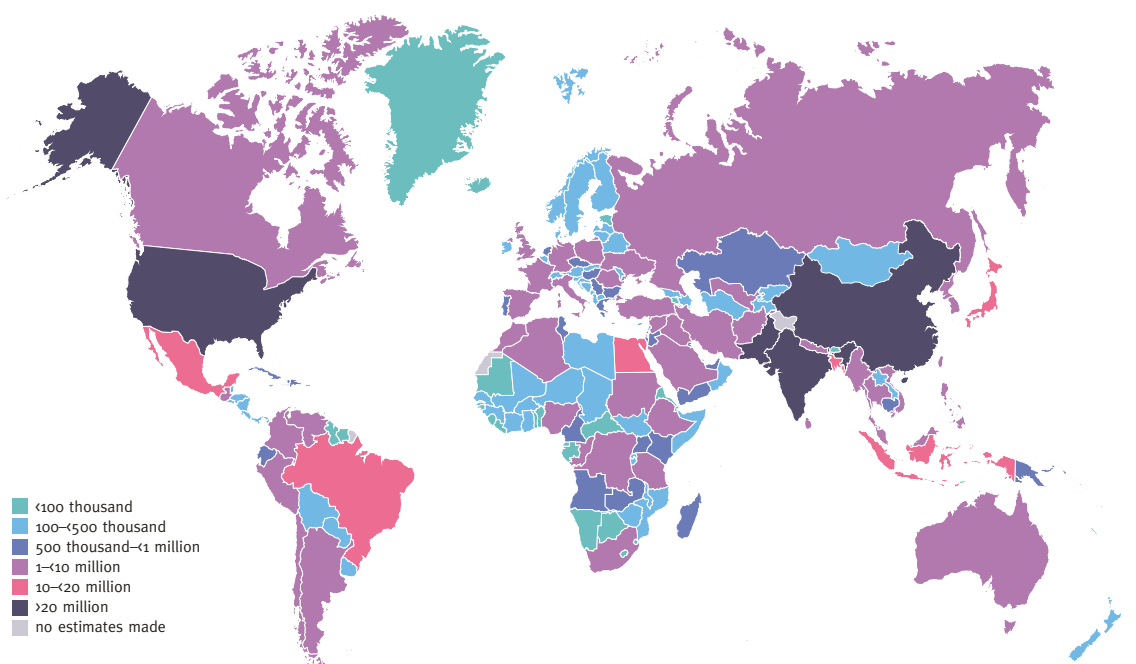 <100 thousand
100–<500 thousand
500 thousand–<1 million
1–<10 million
10–<20 million
>20 million
no estimates made